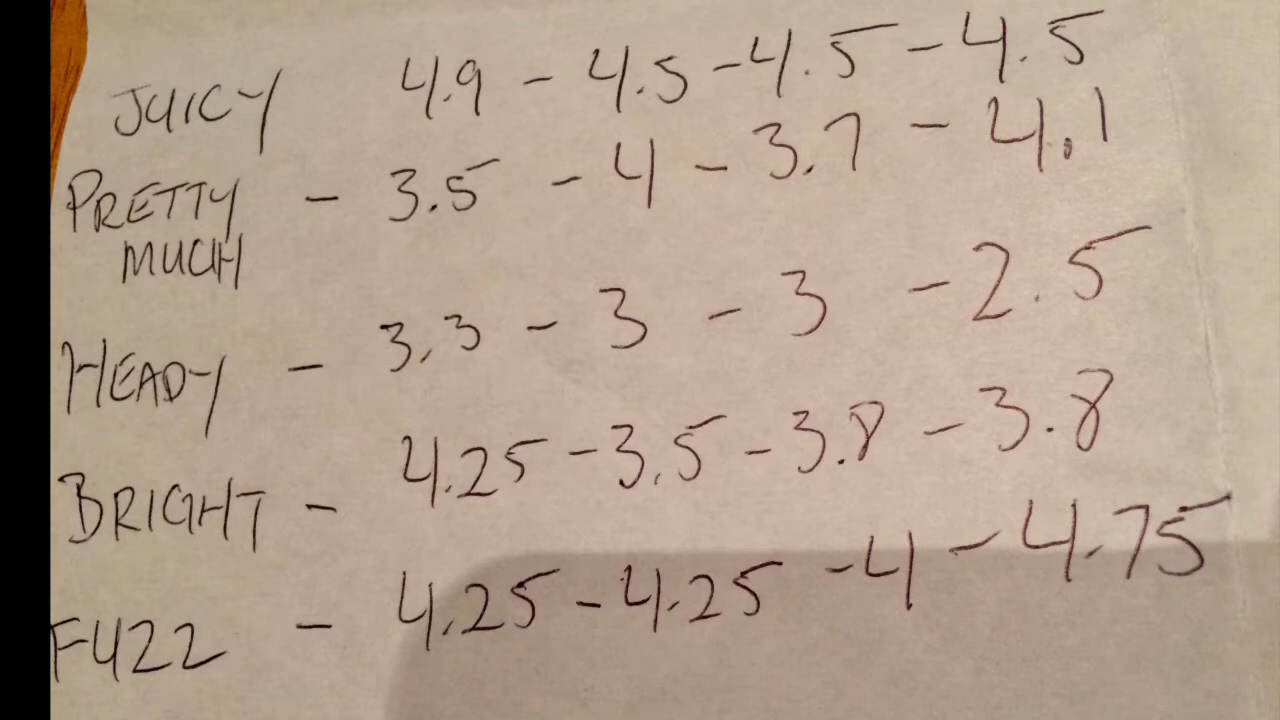 JUICY 4.9 - 4.5 - 4.5 - 4.5
PRETTY MUCH - 3.5 - 4 - 3.7 - 4.1
HEADY - 3.3 - 3 - 3 - 2.5
BRIGHT - 4.25 - 3.5 - 3.8 - 3.8
FUZZ - 4.25 - 4.25 - 4 - 4.75